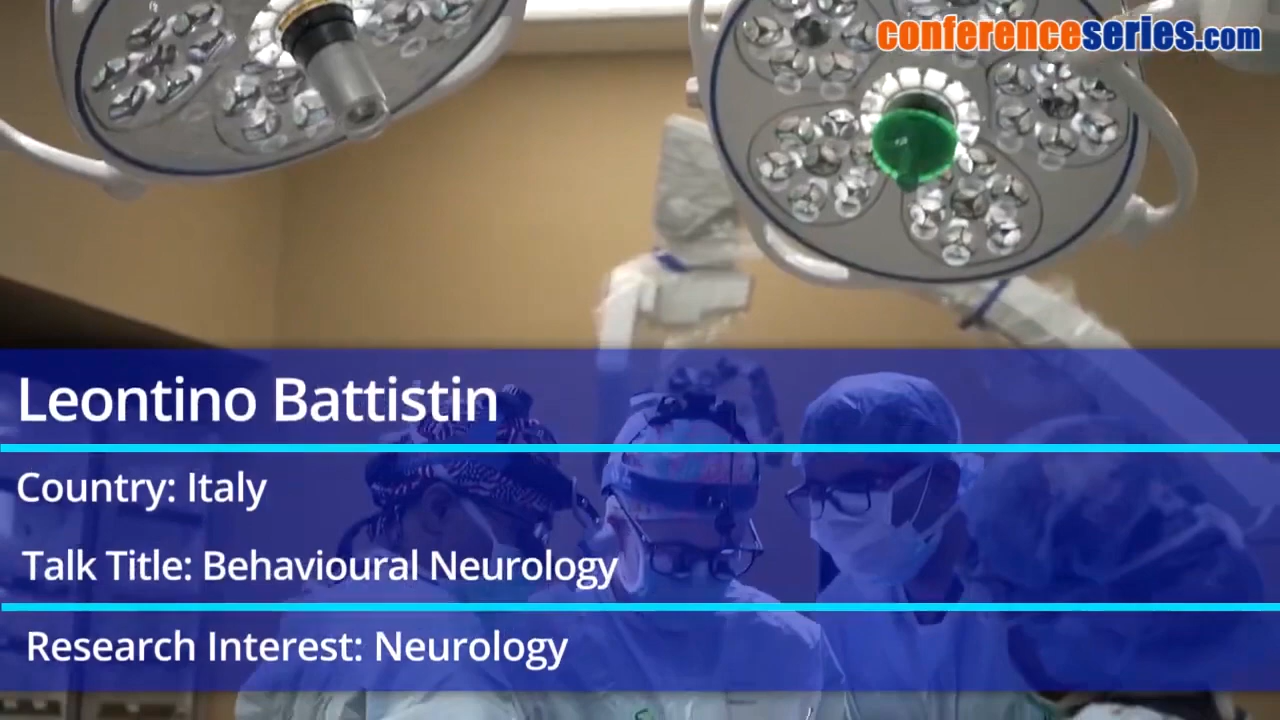 conferenceseries.com
Leontino Battistin
Country: Italy
Talk Title: Behavioural Neurology
Research Interest: Neurology